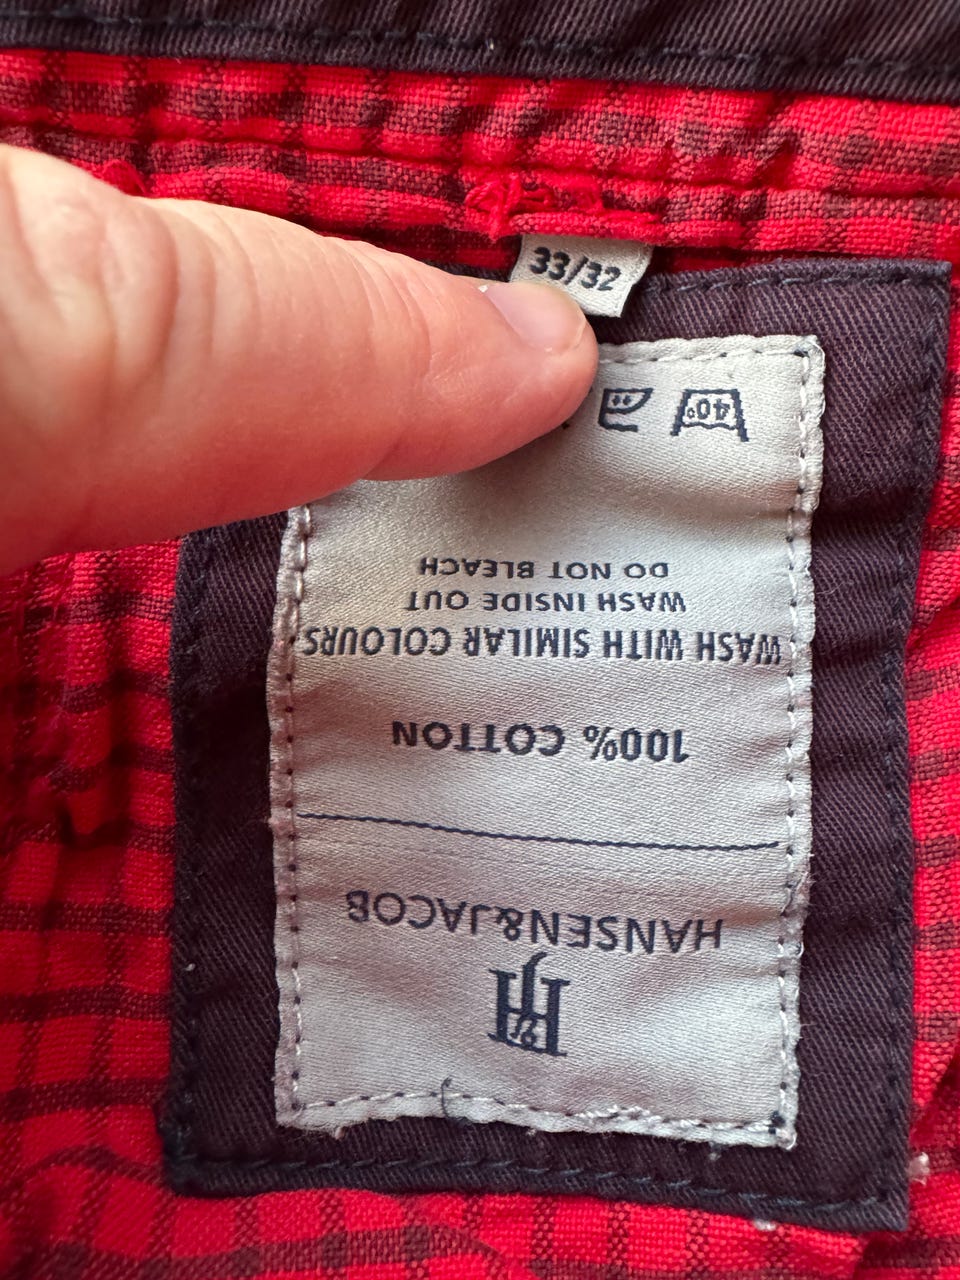 33/32
H&J
HANSEN&JACOB
100% COTTON
WASH WITH SIMILAR COLOURS
WASH INSIDE OUT
DO NOT BLEACH
40°